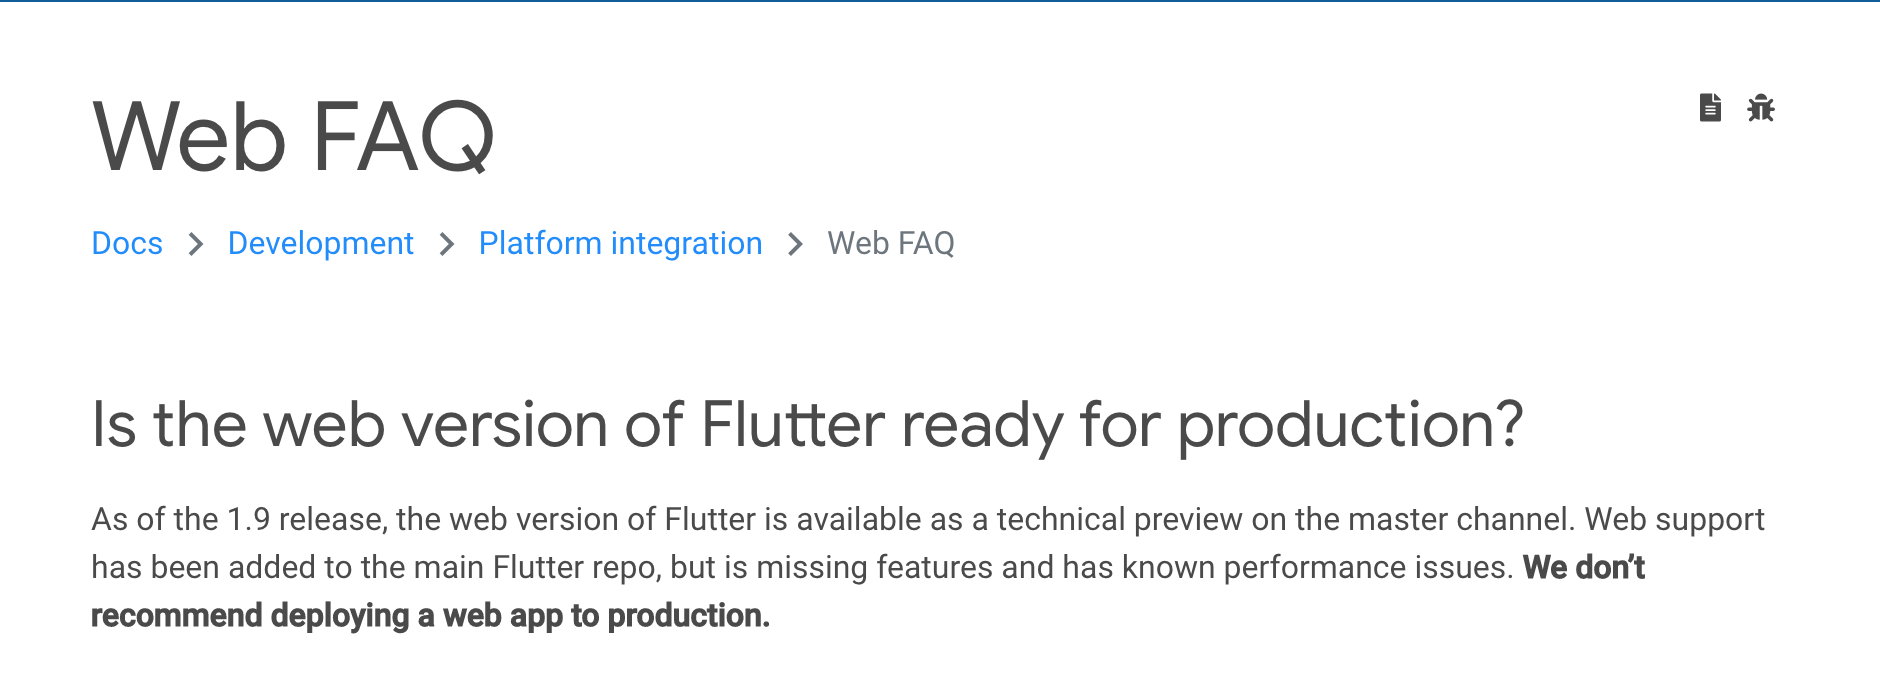 Web FAQ
Docs > Development > Platform integration > Web FAQ
Is the web version of Flutter ready for production?
As of the 1.9 release, the web version of Flutter is available as a technical preview on the master channel. Web support
has been added to the main Flutter repo, but is missing features and has known performance issues. We don’t
recommend deploying a web app to production.